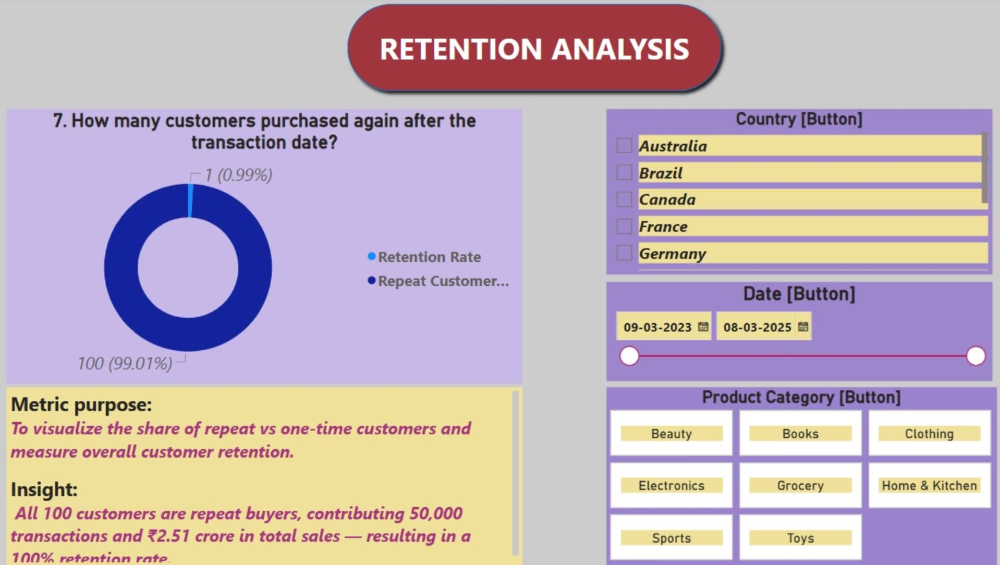 RETENTION ANALYSIS
7. How many customers purchased again after the
transaction date?
1 (0.99%)
Retention Rate
Repeat Customer...
100 (99.01%)
Metric purpose:
To visualize the share of repeat vs one-time customers and
measure overall customer retention.
Insight:
All 100 customers are repeat buyers, contributing 50,000
transactions and ₹2.51 crore in total sales — resulting in a
100% retention rate.
Country [Button]
Australia
Brazil
Canada
France
Germany
Date [Button]
09-03-2023
08-03-2025
Product Category [Button]
Beauty
Books
Clothing
Electronics
Grocery
Home & Kitchen
Sports
Toys